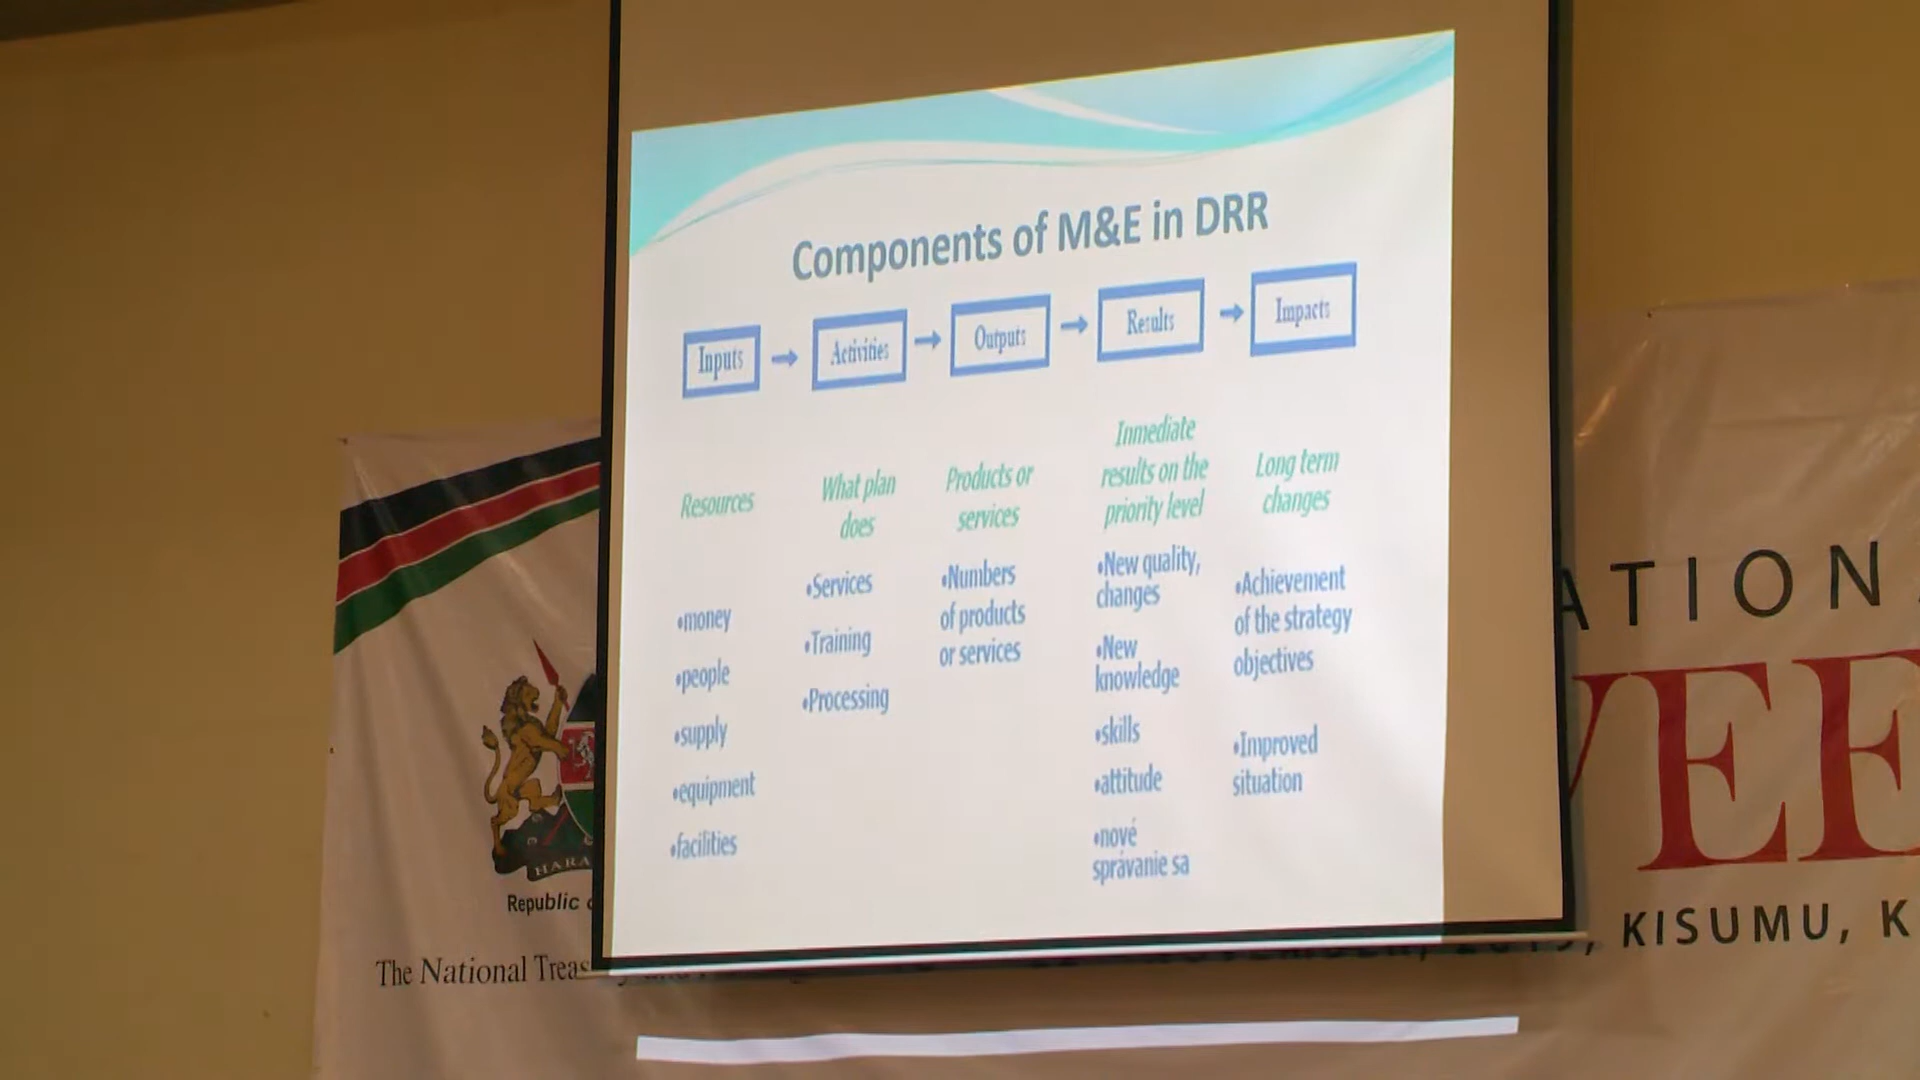 Components of M&E in DRR
Inputs
Activities
Outputs
Results
Impacts
Resources
What plan
does
Products or
services
Inmediate
results on the
priority level
Long term
changes
•money
•people
•supply
•equipment
•facilities
•Services
•Training
•Processing
•Numbers
of products
or services
•New quality,
changes
•New
knowledge
•skills
•attitude
•nové
správanie sa
•Achievement
of the strategy
objectives
•Improved
situation
HARA
Republic
The National Treas
ATION
VEE
KISUMU, K